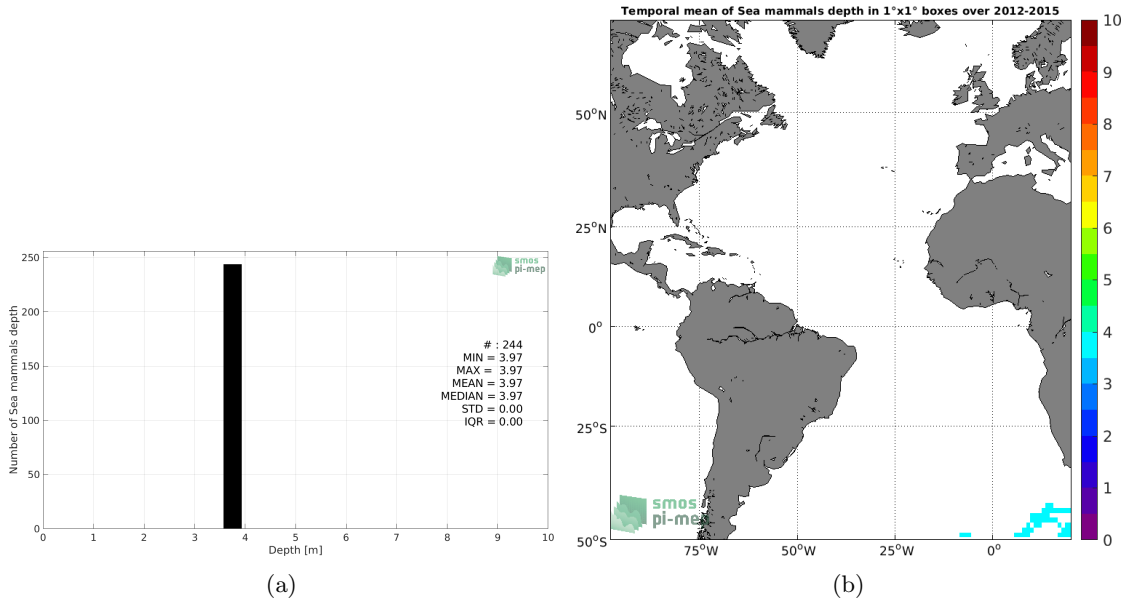 Temporal mean of Sea mammals depth in 1°x1° boxes over 2012-2015
250
200
150
100
50
0
Number of Sea mammals depth
smos
pi-mep
# : 244
MIN = 3.97
MAX = 3.97
MEAN = 3.97
MEDIAN = 3.97
STD = 0.00
IQR = 0.00
0 1 2 3 4 5 6 7 8 9 10
Depth [m]
(a)
50°N
25°N
0°
25°S
50°S
smos
pi-mep
75°W 50°W 25°W 0°
10
9
8
7
6
5
4
3
2
1
0
(b)